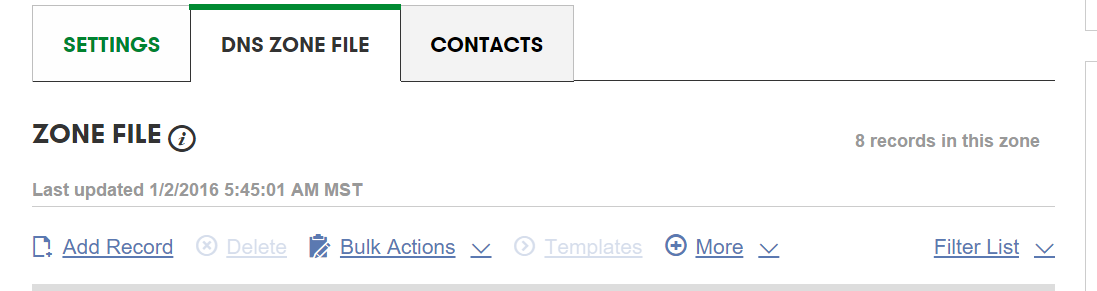 SETTINGS DNS ZONE FILE CONTACTS
ZONE FILE i 8 records in this zone
Last updated 1/2/2016 5:45:01 AM MST
Add Record Delete Bulk Actions Templates More Filter List